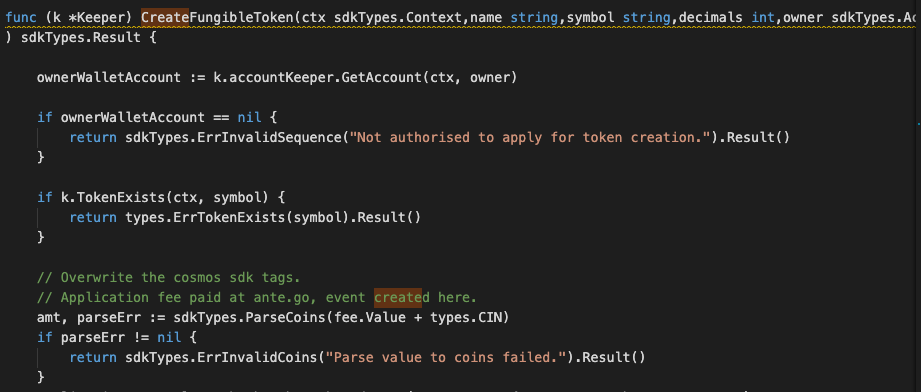 func (k *Keeper) CreateFungibleToken(ctx sdkTypes.Context,name string,symbol string,decimals int,owner sdkTypes.Ac
) sdkTypes.Result {
ownerWalletAccount := k.accountKeeper.GetAccount(ctx, owner)
if ownerWalletAccount == nil {
return sdkTypes.ErrInvalidSequence("Not authorised to apply for token creation.").Result()
}
if k.TokenExists(ctx, symbol) {
return types.ErrTokenExists(symbol).Result()
}
// Overwrite the cosmos sdk tags.
// Application fee paid at ante.go, event created here.
amt, parseErr := sdkTypes.ParseCoins(fee.Value + types.CIN)
if parseErr != nil {
return sdkTypes.ErrInvalidCoins("Parse value to coins failed.").Result()
}